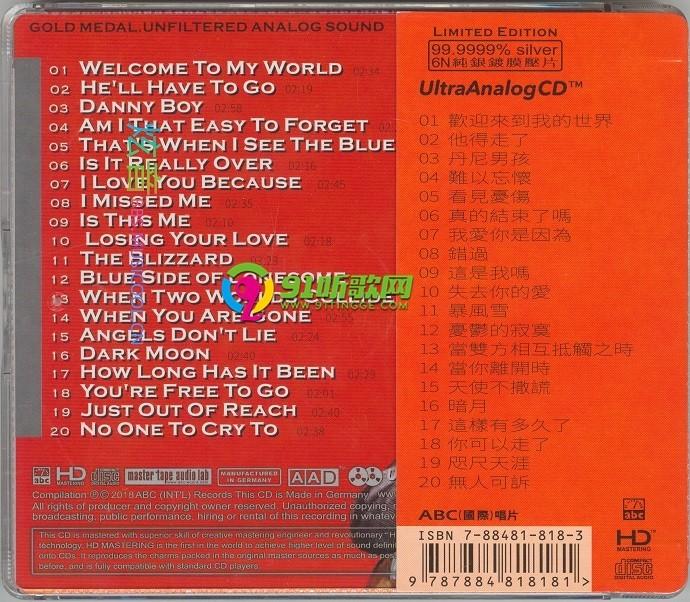 GOLD MEDAL.UNFILTERED ANALOG SOUND
01 WELCOME TO MY WORLD 02:34
02 HE'LL HAVE TO GO 02:19
03 DANNY BOY 02:58
04 AM I THAT EASY TO FORGET
05 THAT'S WHEN I SEE THE BLUE
06 IS IT REALLY OVER 02:16
07 I LOVE YOU BECAUSE 02:45
08 I MISSED ME 02:35
09 IS THIS ME 02:10
10 LOSING YOUR LOVE 02:18
11 THE BLIZZARD
12 BLUE SIDE OF LONESOME
13 WHEN TWO
14 WHEN YOU ARE GONE
15 ANGELS DON'T LIE 02:24
16 DARK MOON 02:40
17 HOW LONG HAS IT BEEN 02:29
18 YOU'RE FREE TO GO 02:01
19 JUST OUT OF REACH 02:40
20 NO ONE TO CRY TO 02:38
91听歌网
WWW.91TINGGE.COM
abc HD MASTERING COMPACT disc DIGITAL AUDIO master tape audio lab MANUFACTURED IN GERMANY AAD
Compilation ℗ © 2018 ABC (INT'L) Records This CD is Made in Germany
All rights of producer and copyright owner reserved. Unauthorized copying,
broadcasting, public performance, hiring or rental of this recording in
This CD is mastered with superior skill of creative mastering engineer and revolutionary
technology: HD MASTERING is the first in the world to achieve higher level of sound
onto CDs. It reproduces the charms packed in the original master sources as much as
before, and is fully compatible with standard CD players.
LIMITED EDITION
99.9999% silver
6N純銀鍍膜壓片
UltraAnalogCD™
01 歡迎來到我的世界
02 他得走了
03 丹尼男孩
04 難以忘懷
05 看見憂傷
06 真的結束了嗎
07 我愛你是因為
08 錯過
09 這是我嗎
10 失去你的愛
11 暴風雪
12 憂鬱的寂寞
13 當雙方相互抵觸之時
14 當你離開時
15 天使不撒謊
16 暗月
17 這樣有多久了
18 你可以走了
19 咫尺天涯
20 無人可訴
ABC(國際)唱片
ISBN 7-88481-818-3
9 787884 818181 >
abc
HD™
MASTERING
COMPACT
disc
DIGITAL AUDIO